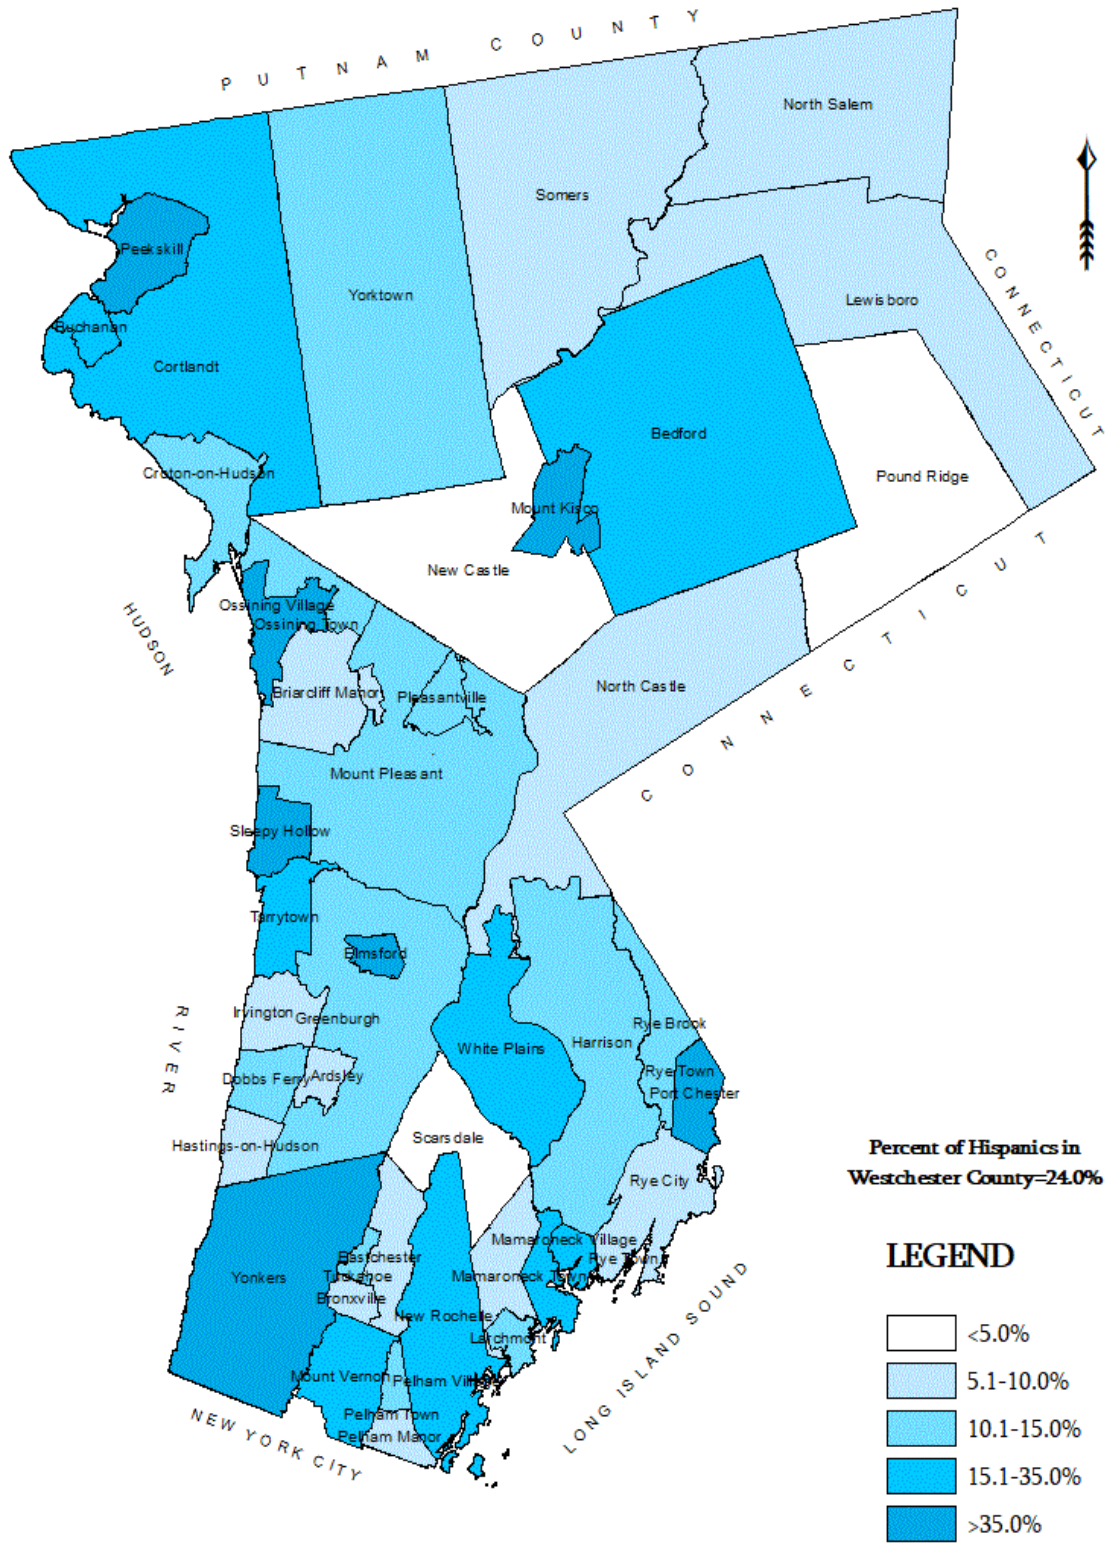 PUTNAM COUNTY
North Salem
Somers
Peekskill
Yorktown
Lewisboro
CONNECTICUT
Buchanan
Cortlandt
Bedford
Croton-on-Hudson
Pound Ridge
Mount Kisco
New Castle
CONNECTICUT
HUDSON
Ossining Village
Ossining Town
Briarcliff Manor
Pleasantville
North Castle
Mount Pleasant
Sleepy Hollow
Tarrytown
Elmsford
RIVER
Irvington
Greenburgh
Rye Brook
Harrison
White Plains
Rye Town
Dobbs Ferry
Ardsley
Port Chester
Scarsdale
Hastings-on-Hudson
Rye City
Percent of Hispanics in
Westchester County=24.0%
Mamaroneck Village
Eastchester
Rye Town
LEGEND
Yonkers
Tuckahoe
Mamaroneck Town
Bronxville
New Rochelle
LONG ISLAND SOUND
Larchmont
<5.0%
Mount Vernon
Pelham Village
5.1-10.0%
Pelham Town
NEW YORK CITY
Pelham Manor
10.1-15.0%
15.1-35.0%
>35.0%